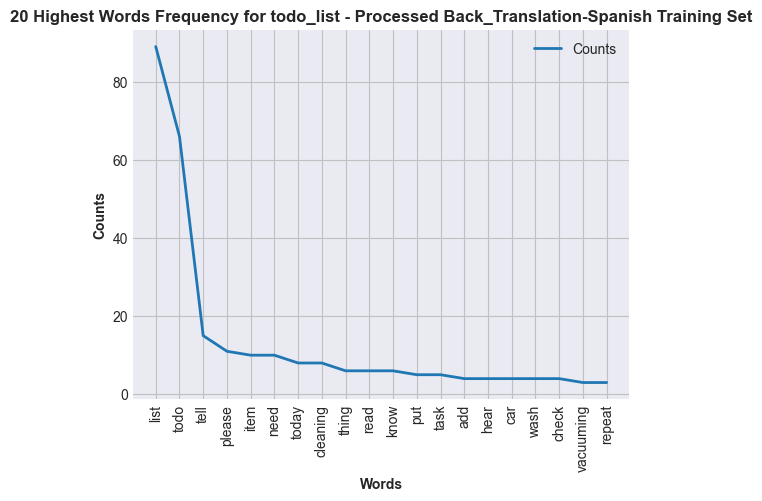 20 Highest Words Frequency for todo_list - Processed Back_Translation-Spanish Training Set
Counts
Counts
80
60
40
20
0
list
todo
tell
please
item
need
today
cleaning
thing
read
know
put
task
add
hear
car
wash
check
vacuuming
repeat
Words